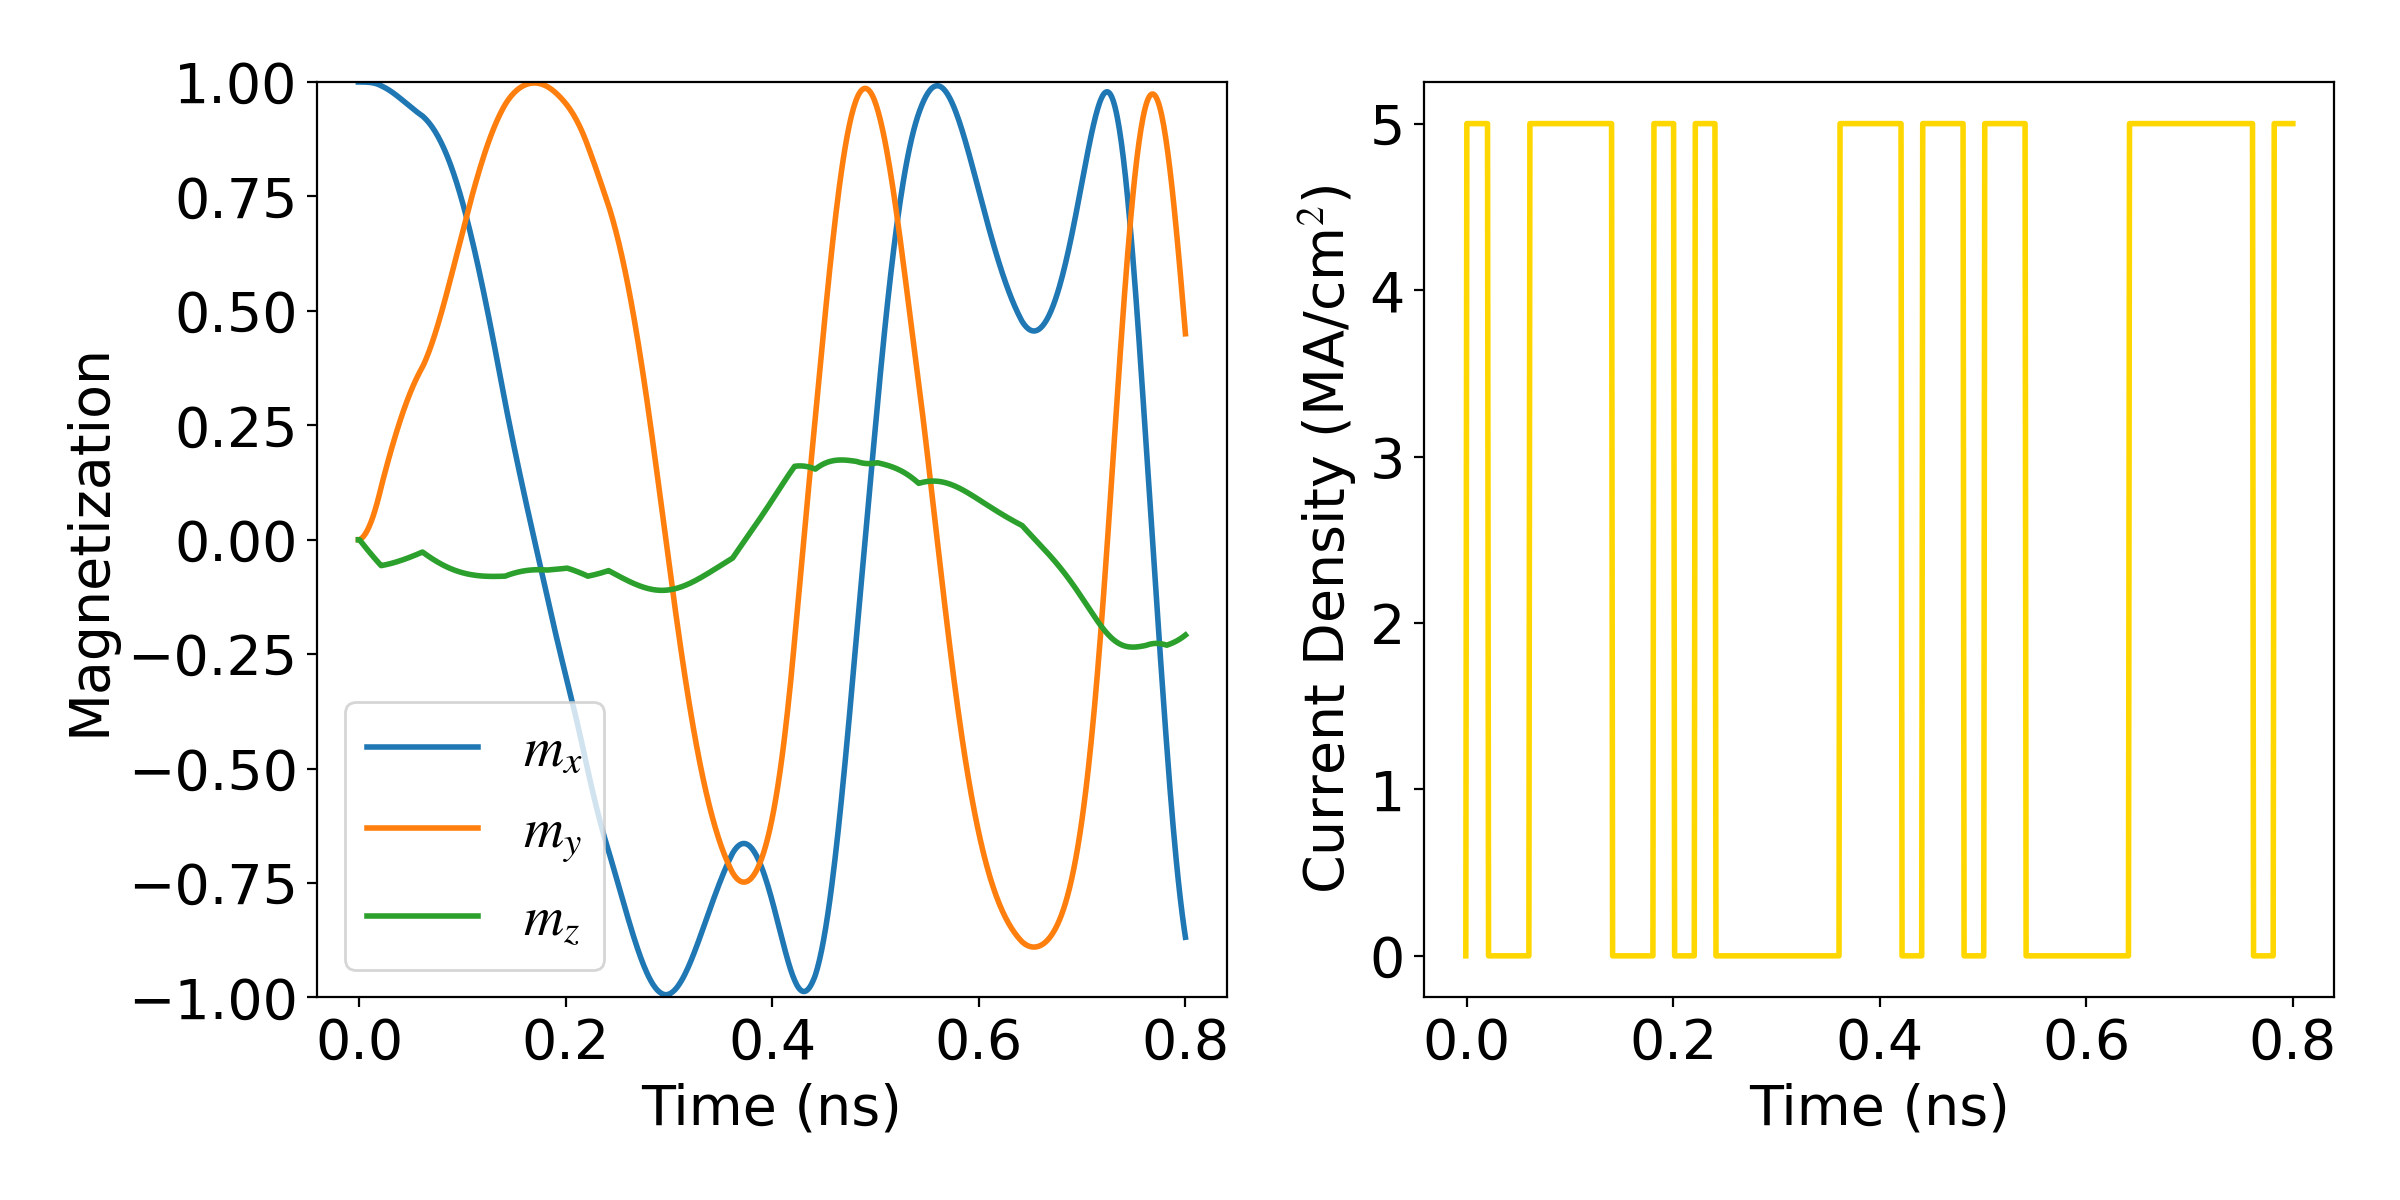 Magnetization
1.00
0.75
0.50
0.25
0.00
−0.25
−0.50
−0.75
−1.00
m_x
m_y
m_z
0.0 0.2 0.4 0.6 0.8
Time (ns)
Current Density (MA/cm²)
5
4
3
2
1
0
0.0 0.2 0.4 0.6 0.8
Time (ns)